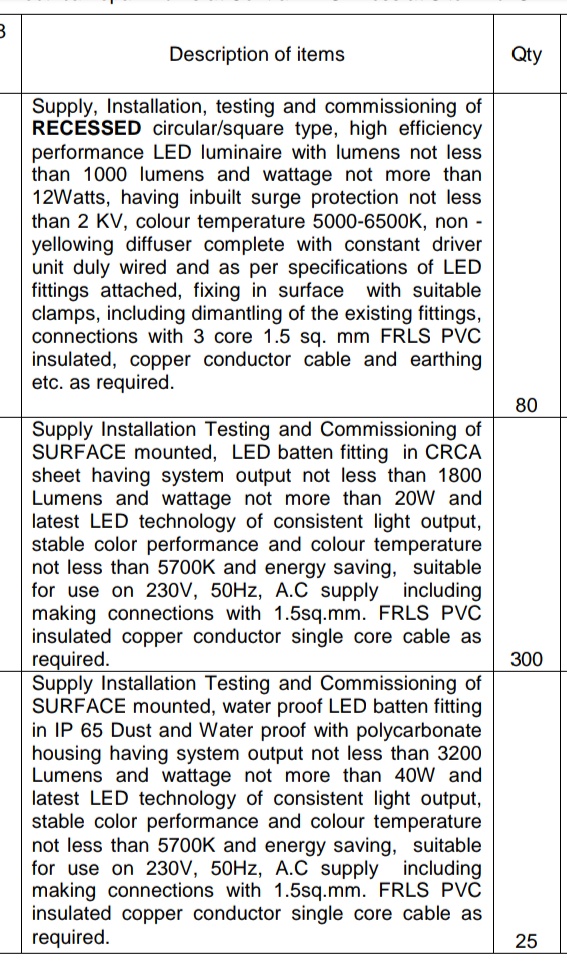 3
Description of items
Qty
Supply, Installation, testing and commissioning of
RECESSED circular/square type, high efficiency
performance LED luminaire with lumens not less
than 1000 lumens and wattage not more than
12Watts, having inbuilt surge protection not less
than 2 KV, colour temperature 5000-6500K, non -
yellowing diffuser complete with constant driver
unit duly wired and as per specifications of LED
fittings attached, fixing in surface with suitable
clamps, including dimantling of the existing fittings,
connections with 3 core 1.5 sq. mm FRLS PVC
insulated, copper conductor cable and earthing
etc. as required.
80
Supply Installation Testing and Commissioning of
SURFACE mounted, LED batten fitting in CRCA
sheet having system output not less than 1800
Lumens and wattage not more than 20W and
latest LED technology of consistent light output,
stable color performance and colour temperature
not less than 5700K and energy saving, suitable
for use on 230V, 50Hz, A.C supply including
making connections with 1.5sq.mm. FRLS PVC
insulated copper conductor single core cable as
required.
300
Supply Installation Testing and Commissioning of
SURFACE mounted, water proof LED batten fitting
in IP 65 Dust and Water proof with polycarbonate
housing having system output not less than 3200
Lumens and wattage not more than 40W and
latest LED technology of consistent light output,
stable color performance and colour temperature
not less than 5700K and energy saving, suitable
for use on 230V, 50Hz, A.C supply including
making connections with 1.5sq.mm. FRLS PVC
insulated copper conductor single core cable as
required.
25